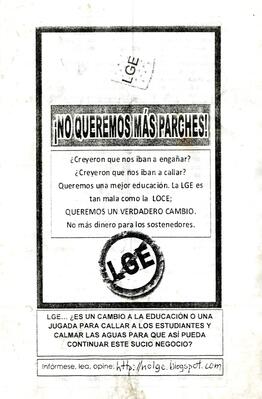 LGE
¡NO QUEREMOS MÁS PARCHES!
¿Creyeron que nos iban a engañar?
¿Creyeron que nos iban a callar?
Queremos una mejor educación. La LGE es
tan mala como la LOCE;
QUEREMOS UN VERDADERO CAMBIO.
No más dinero para los sostenedores.
LGE
LGE... ¿ES UN CAMBIO A LA EDUCACIÓN O UNA
JUGADA PARA CALLAR A LOS ESTUDIANTES Y
CALMAR LAS AGUAS PARA QUE ASÍ PUEDA
CONTINUAR ESTE SUCIO NEGOCIO?
Infórmese, lea, opine: http://nolge.blogspot.com